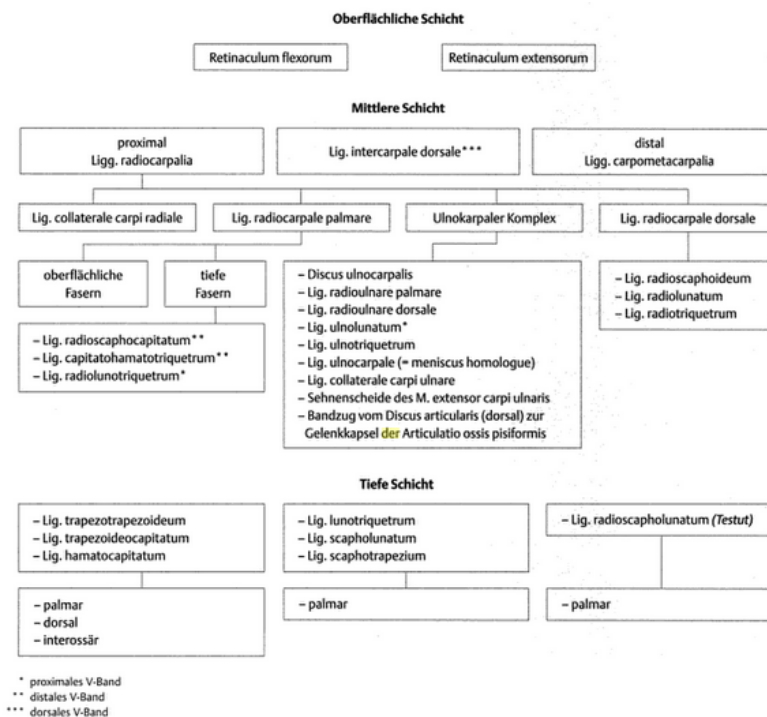 Oberflächliche Schicht
Retinaculum flexorum
Retinaculum extensorum
Mittlere Schicht
proximal
Ligg. radiocarpalia
Lig. intercarpale dorsale***
distal
Ligg. carpometacarpalia
Lig. collaterale carpi radiale
Lig. radiocarpale palmare
Ulnokarpaler Komplex
Lig. radiocarpale dorsale
oberflächliche
Fasern
tiefe
Fasern
– Lig. radioscaphocapitatum**
– Lig. capitatohamatotriquetrum**
– Lig. radiolunotriquetrum*
– Discus ulnocarpalis
– Lig. radioulnare palmare
– Lig. radioulnare dorsale
– Lig. ulnolunatum*
– Lig. ulnotriquetrum
– Lig. ulnocarpale (= meniscus homologue)
– Lig. collaterale carpi ulnare
– Sehnenscheide des M. extensor carpi ulnaris
– Bandzug vom Discus articularis (dorsal) zur
Gelenkkapsel der Articulatio ossis pisiformis
– Lig. radioscaphoideum
– Lig. radiolunatum
– Lig. radiotriquetrum
Tiefe Schicht
– Lig. trapezotrapezoideum
– Lig. trapezoideocapitatum
– Lig. hamatocapitatum
– Lig. lunotriquetrum
– Lig. scapholunatum
– Lig. scaphotrapezium
– Lig. radioscapholunatum (Testut)
– palmar
– dorsal
– interossär
– palmar
– palmar
* proximales V-Band
** distales V-Band
*** dorsales V-Band